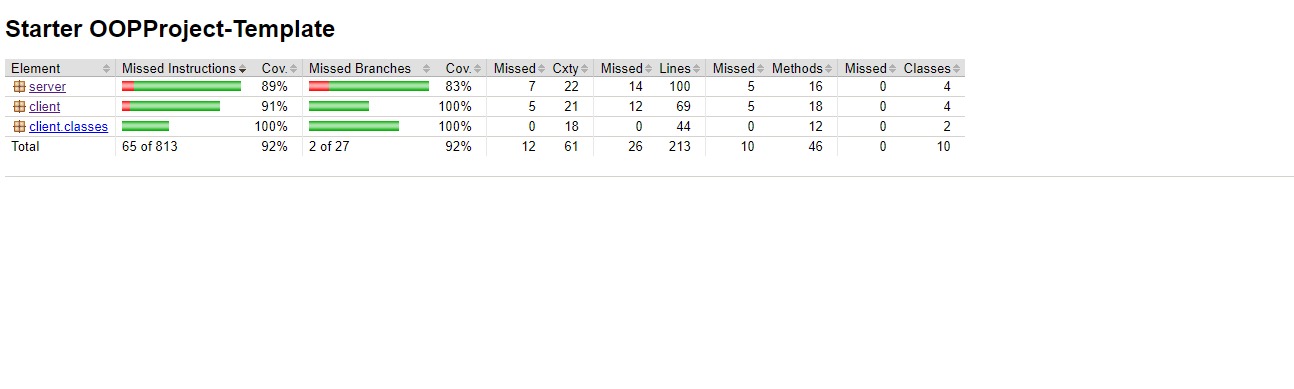 Starter OOPProject-Template
Element Missed Instructions Cov. Missed Branches Cov. Missed Cxty Missed Lines Missed Methods Missed Classes
server 89% 83% 7 22 14 100 5 16 0 4
client 91% 100% 5 21 12 69 5 18 0 4
client.classes 100% 100% 0 18 0 44 0 12 0 2
Total 65 of 813 92% 2 of 27 92% 12 61 26 213 10 46 0 10